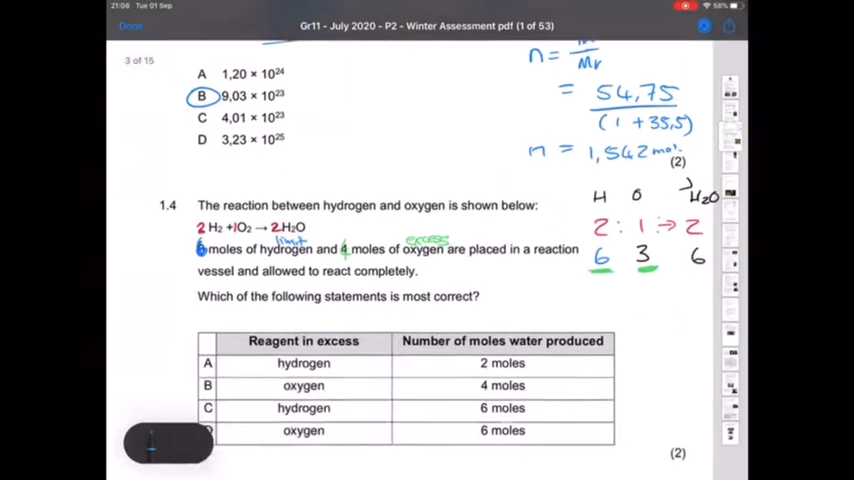 21:08 Tue 01 Sep
58%
Done
Gr11 - July 2020 - P2 - Winter Assessment pdf (1 of 53)
3 of 15
n = m
Mr
A 1,20 × 10²⁴
B 9,03 × 10²³
C 4,01 × 10²³
D 3,23 × 10²⁵
= 54,75
(1 + 35,5)
n = 1,542 mol.
(2)
H O H₂O
1.4 The reaction between hydrogen and oxygen is shown below:
2 H₂ + 1O₂ → 2 H₂O
2 : 1 : → 2
limit excess
6 moles of hydrogen and 4 moles of oxygen are placed in a reaction
6 3 6
vessel and allowed to react completely.
Which of the following statements is most correct?
Reagent in excess Number of moles water produced
A hydrogen 2 moles
B oxygen 4 moles
C hydrogen 6 moles
oxygen 6 moles
(2)